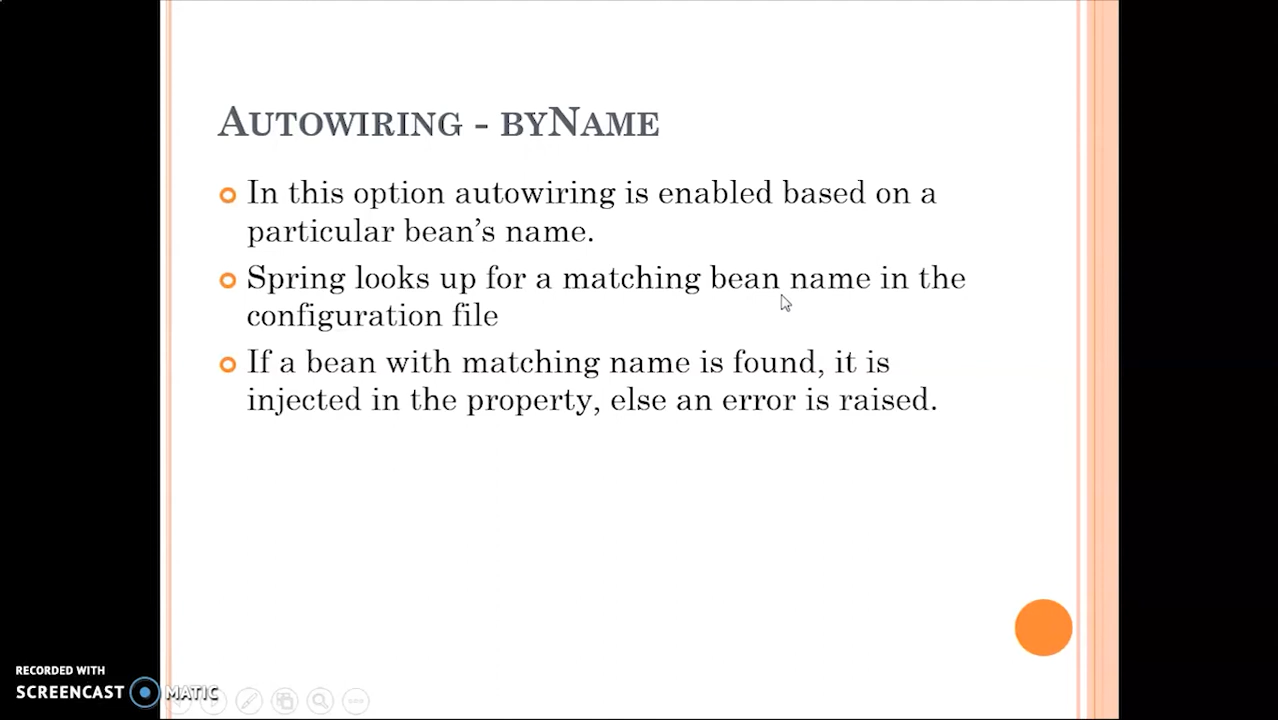 AUTOWIRING - BYNAME
In this option autowiring is enabled based on a
particular bean's name.
Spring looks up for a matching bean name in the
configuration file
If a bean with matching name is found, it is
injected in the property, else an error is raised.
RECORDED WITH
SCREENCAST MATIC